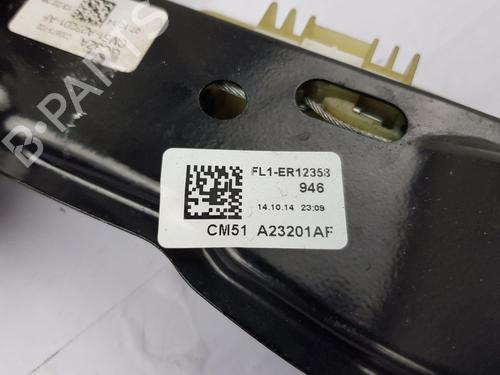 B-PARTS
FL1-ER12358
946
14.10.14 23:09
CM51 A23201AF